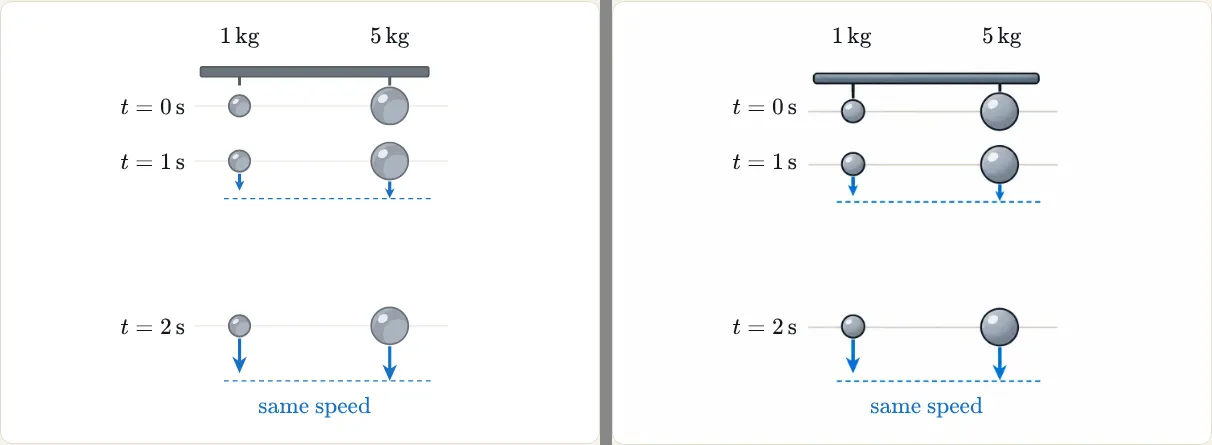 1 kg 5 kg
t = 0 s
t = 1 s
t = 2 s
same speed
1 kg 5 kg
t = 0 s
t = 1 s
t = 2 s
same speed